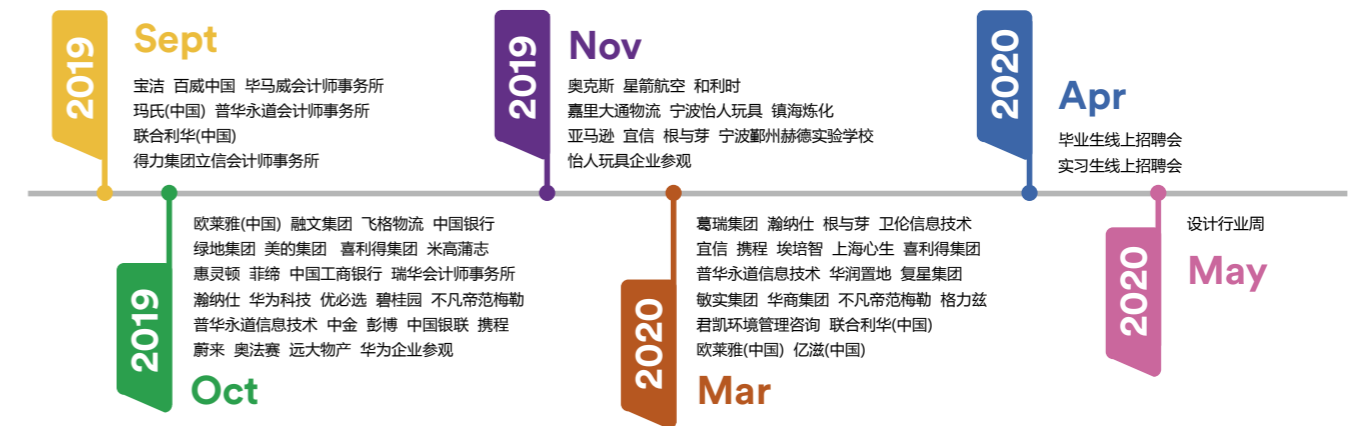 2019
Sept
宝洁 百威中国 毕马威会计师事务所
玛氏(中国) 普华永道会计师事务所
联合利华(中国)
得力集团立信会计师事务所
2019
欧莱雅(中国) 融文集团 飞格物流 中国银行
绿地集团 美的集团 喜利得集团 米高蒲志
惠灵顿 菲缔 中国工商银行 瑞华会计师事务所
瀚纳仕 华为科技 优必选 碧桂园 不凡帝范梅勒
普华永道信息技术 中金 彭博 中国银联 携程
蔚来 奥法赛 远大物产 华为企业参观
Oct
2019
Nov
奥克斯 星箭航空 和利时
嘉里大通物流 宁波怡人玩具 镇海炼化
亚马逊 宜信 根与芽 宁波鄞州赫德实验学校
怡人玩具企业参观
2020
葛瑞集团 瀚纳仕 根与芽 卫伦信息技术
宜信 携程 埃培智 上海心生 喜利得集团
普华永道信息技术 华润置地 复星集团
敏实集团 华商集团 不凡帝范梅勒 格力兹
君凯环境管理咨询 联合利华(中国)
欧莱雅(中国) 亿滋(中国)
Mar
2020
Apr
毕业生线上招聘会
实习生线上招聘会
2020
设计行业周
May